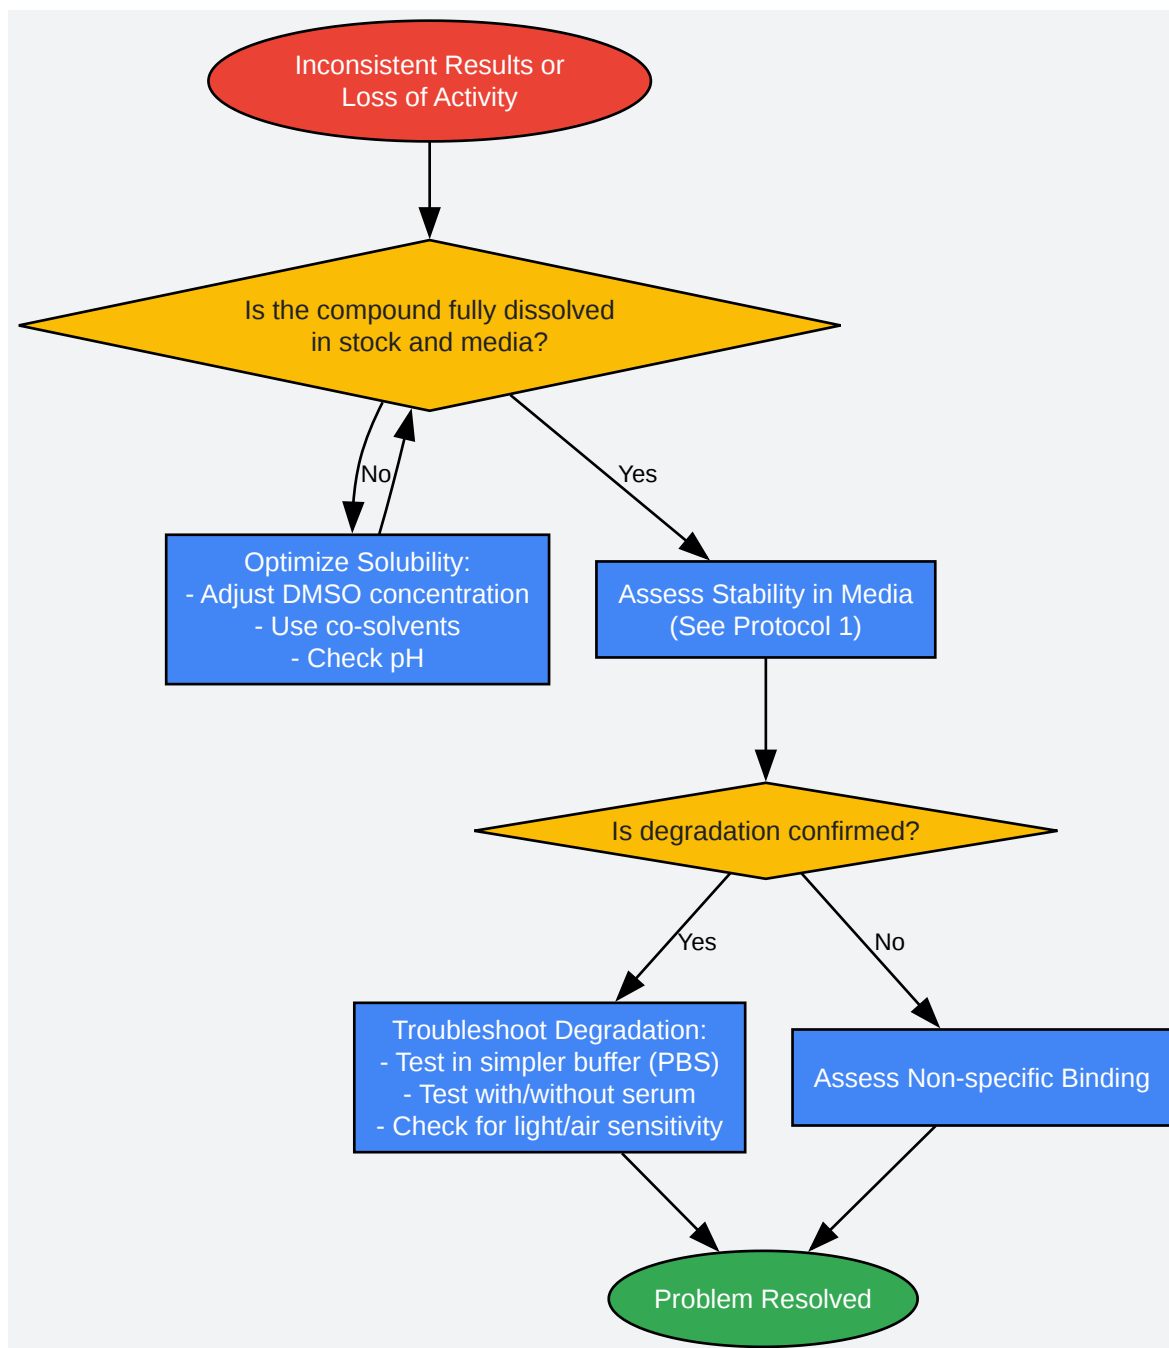 Inconsistent Results or
Loss of Activity
Is the compound fully dissolved
in stock and media?
No
Yes
Optimize Solubility:
- Adjust DMSO concentration
- Use co-solvents
- Check pH
Assess Stability in Media
(See Protocol 1)
Is degradation confirmed?
Yes
No
Troubleshoot Degradation:
- Test in simpler buffer (PBS)
- Test with/without serum
- Check for light/air sensitivity
Assess Non-specific Binding
Problem Resolved